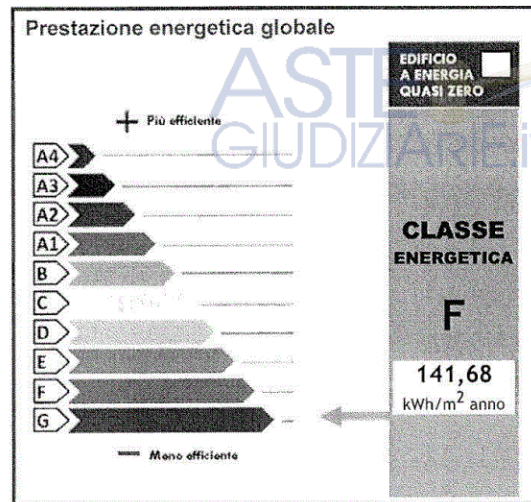 Prestazione energetica globale
EDIFICIO
A ENERGIA
QUASI ZERO
ASTE
GIUDIZIARIE.i
+ Più efficiente
A4
A3
A2
A1
B
C
D
E
F
G
— Meno efficiente
CLASSE
ENERGETICA
F
141,68
kWh/m² anno